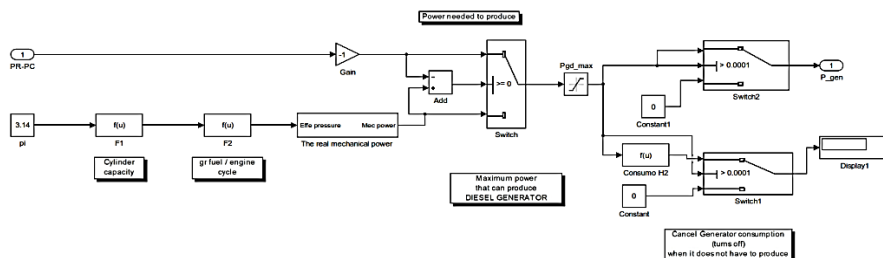 Power needed to produce
1
PR-PC
-1
Gain
−
+
Add
>= 0
Switch
Pgd_max
> 0.0001
Switch2
1
P_gen
0
Constant1
3.14
pi
f(u)
F1
f(u)
F2
Effe pressure
Mec power
The real mechanical power
Cylinder
capacity
gr fuel / engine
cycle
Maximum power
that can produce
DIESEL GENERATOR
f(u)
Consumo H2
> 0.0001
Switch1
Display1
0
Constant
Cancel Generator consumption
(turns off)
when it does not have to produce